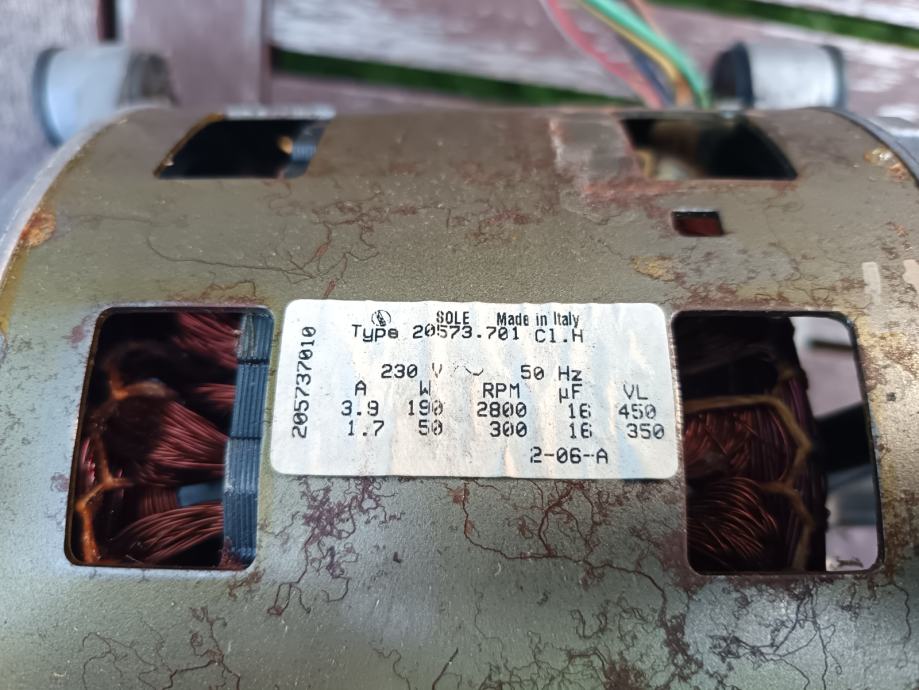 SOLE Made in Italy
Type 20573.701 Cl.H
230 V 50 Hz
A W RPM µF VL
3.9 190 2800 16 450
1.7 50 300 16 350
2-06-A
205737010